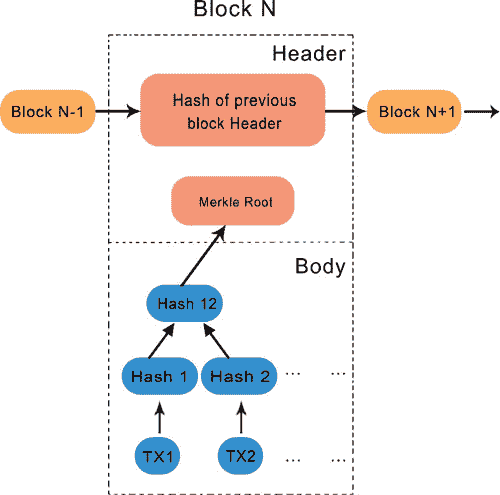 Block N
Header
Block N-1
Hash of previous
block Header
Block N+1
Merkle Root
Body
Hash 12
Hash 1
Hash 2
... ...
TX1
TX2
... ...